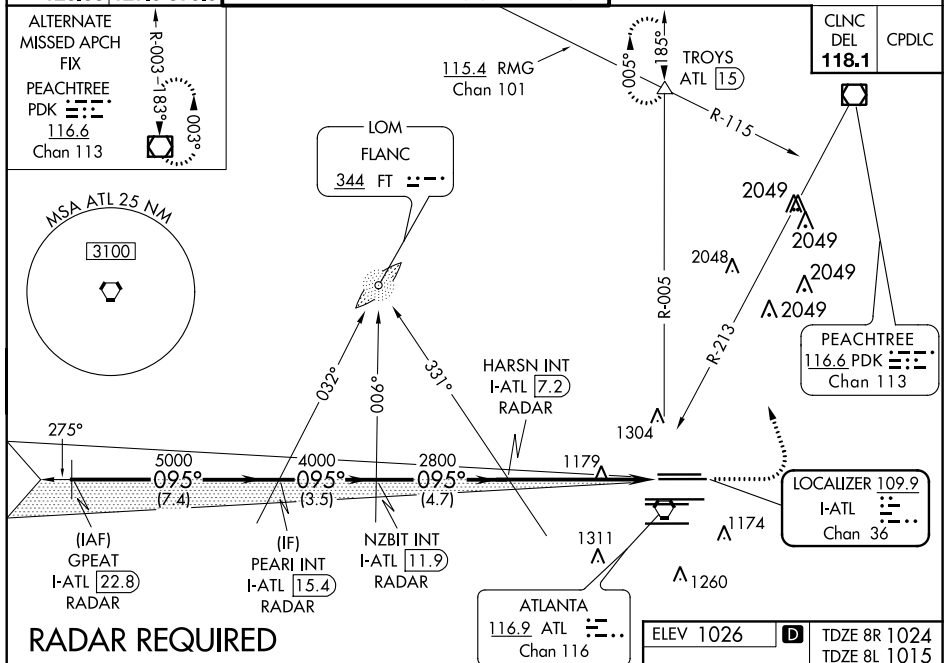 ALTERNATE
MISSED APCH
FIX
PEACHTREE
PDK
116.6
Chan 113
R-003
183°
003°
MSA ATL 25 NM
3100
115.4 RMG
Chan 101
LOM
FLANC
344 FT
005°
185°
TROYS
ATL 15
CLNC
DEL
118.1
CPDLC
R-115
2049
2049
2048
2049
2049
R-005
R-213
PEACHTREE
116.6 PDK
Chan 113
032°
006°
331°
HARSN INT
I-ATL 7.2
RADAR
1304
275°
5000
095°
(7.4)
4000
095°
(3.5)
2800
095°
(4.7)
1179
LOCALIZER 109.9
I-ATL
Chan 36
(IAF)
GPEAT
I-ATL 22.8
RADAR
(IF)
PEARI INT
I-ATL 15.4
RADAR
NZBIT INT
I-ATL 11.9
RADAR
1311
1174
1260
ATLANTA
116.9 ATL
Chan 116
RADAR REQUIRED
ELEV 1026
D
TDZE 8R 1024
TDZE 8L 1015